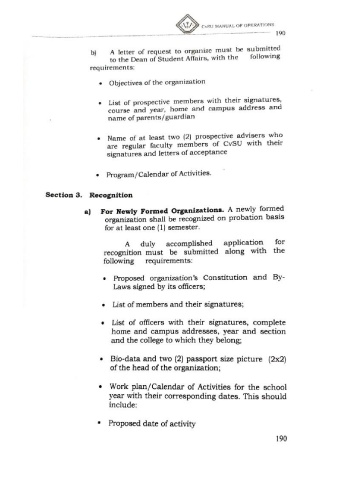 CvSU MANUAL OF OPERATIONS
190
b) A letter of request to organize must be submitted
to the Dean of Student Affairs, with the following
requirements:
• Objectives of the organization
• List of prospective members with their signatures,
course and year, home and campus address and
name of parents/guardian
• Name of at least two (2) prospective advisers who
are regular faculty members of CvSU with their
signatures and letters of acceptance
• Program/Calendar of Activities.
Section 3. Recognition
a) For Newly Formed Organizations. A newly formed
organization shall be recognized on probation basis
for at least one (1) semester.
A duly accomplished application for
recognition must be submitted along with the
following requirements:
• Proposed organization's Constitution and By-
Laws signed by its officers;
• List of members and their signatures;
• List of officers with their signatures, complete
home and campus addresses, year and section
and the college to which they belong;
• Bio-data and two (2) passport size picture (2x2)
of the head of the organization;
• Work plan/Calendar of Activities for the school
year with their corresponding dates. This should
include:
• Proposed date of activity
190